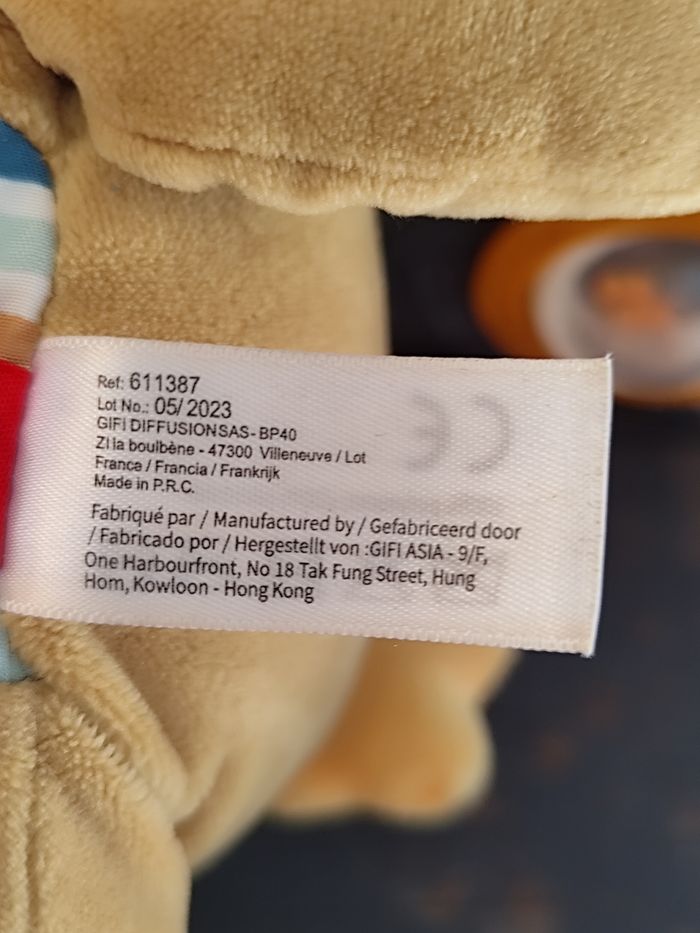 Ref: 611387
Lot No.: 05/2023
GIFI DIFFUSION SAS - BP40
ZI la boulbène - 47300 Villeneuve / Lot
France / Francia / Frankrijk
Made in P.R.C.
Fabriqué par / Manufactured by / Gefabriceerd door
/ Fabricado por / Hergestellt von :GIFI ASIA - 9/F,
One Harbourfront, No 18 Tak Fung Street, Hung
Hom, Kowloon - Hong Kong